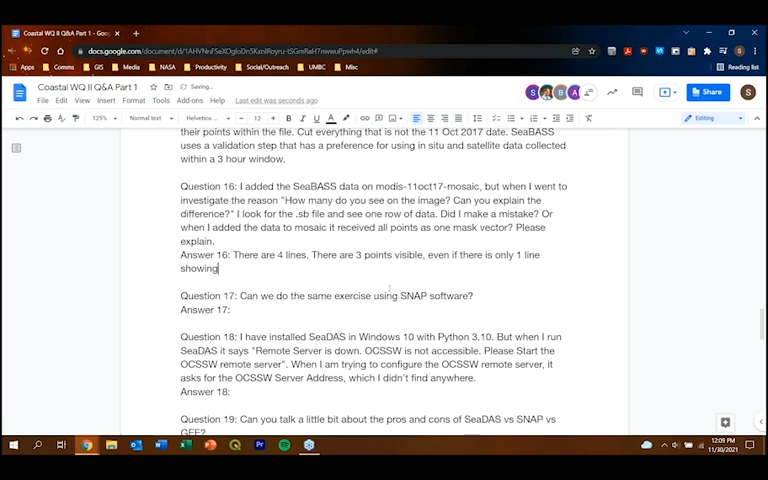 Coastal WQ II Q&A Part 1 - Goo
docs.google.com/document/d/
Apps Comms GIS Media NASA Productivity Social/Outreach UMBC Misc Reading list
Coastal WQ II Q&A Part 1 Saving...
File Edit View Insert Format Tools Add-ons Help Last edit was seconds ago
Share
S
125% Normal text Helvetica ... 12 B I U A Editing
their points within the file. Cut everything that is not the 11 Oct 2017 date. SeaBASS
uses a validation step that has a preference for using in situ and satellite data collected
within a 3 hour window.
Question 16: I added the SeaBASS data on modis-11oct17-mosaic, but when I went to
investigate the reason "How many do you see on the image? Can you explain the
difference?" I look for the .sb file and see one row of data. Did I make a mistake? Or
when I added the data to mosaic it received all points as one mask vector? Please
explain.
Answer 16: There are 4 lines. There are 3 points visible, even if there is only 1 line
showing
Question 17: Can we do the same exercise using SNAP software?
Answer 17:
Question 18: I have installed SeaDAS in Windows 10 with Python 3.10. But when I run
SeaDAS it says "Remote Server is down. OCSSW is not accessible. Please Start the
OCSSW remote server". When I am trying to configure the OCSSW remote server, it
asks for the OCSSW Server Address, which I didn't find anywhere.
Answer 18:
Question 19: Can you talk a little bit about the pros and cons of SeaDAS vs SNAP vs
GEE?
12:09 PM
11/30/2021